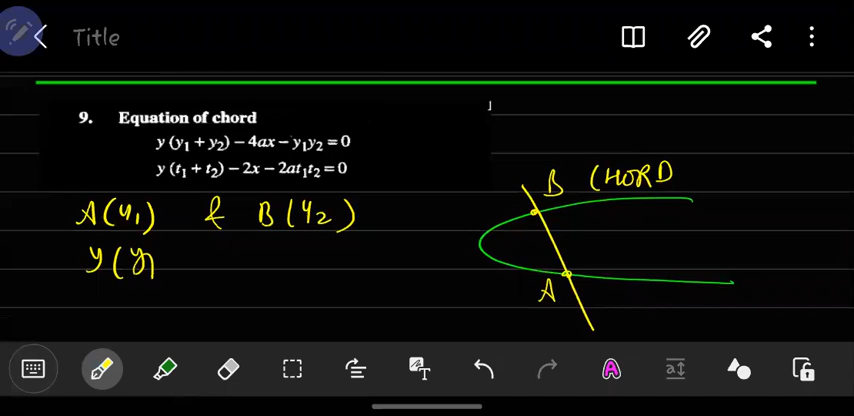 Title
9. Equation of chord
y (y₁ + y₂) – 4ax – y₁y₂ = 0
y (t₁ + t₂) – 2x – 2at₁t₂ = 0
A(y₁) & B(y₂)
y(y₁
B CHORD
A
A
T
a